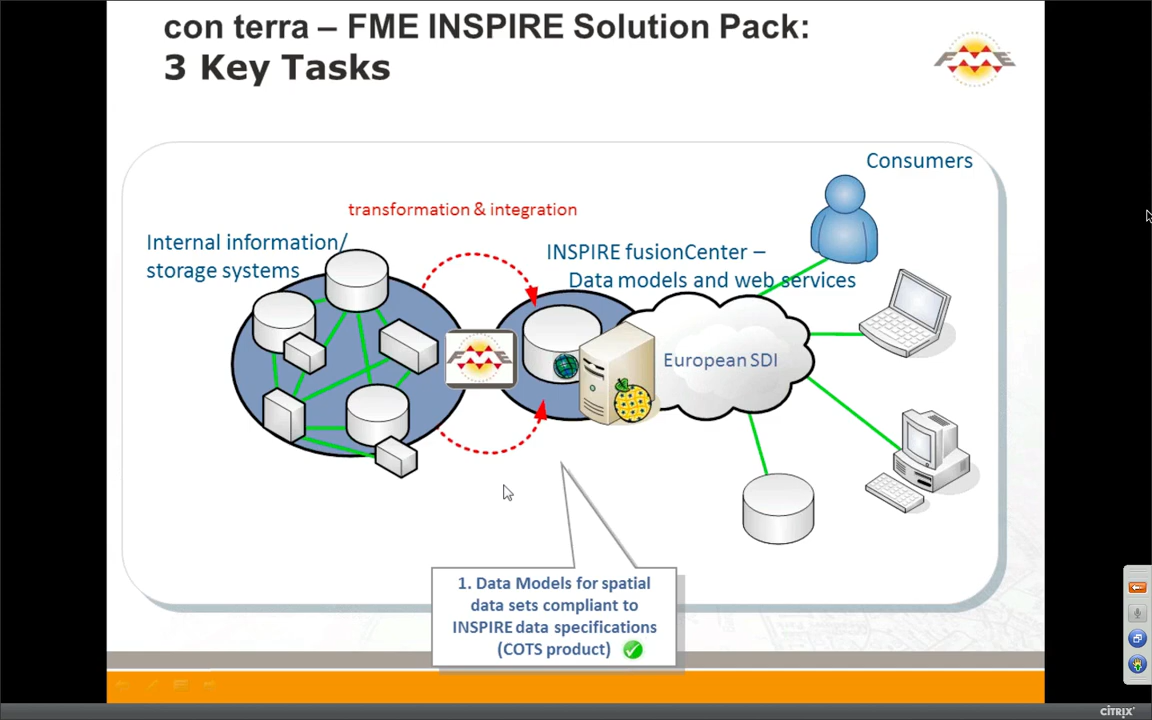 con terra – FME INSPIRE Solution Pack:
3 Key Tasks
FME
Consumers
transformation & integration
Internal information/
storage systems
INSPIRE fusionCenter –
Data models and web services
FME
European SDI
1. Data Models for spatial
data sets compliant to
INSPIRE data specifications
(COTS product)
CITRIX